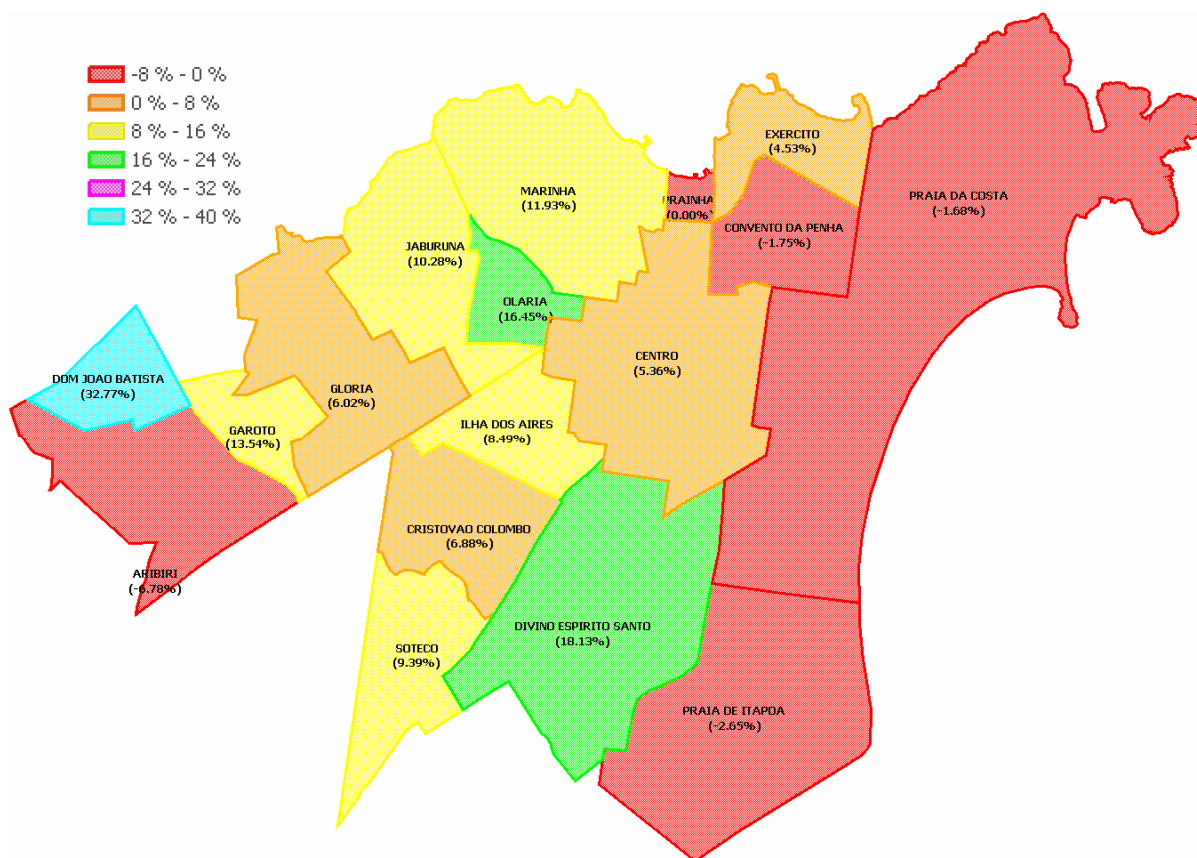 -8 % - 0 %
0 % - 8 %
8 % - 16 %
16 % - 24 %
24 % - 32 %
32 % - 40 %
EXERCITO
(4.53%)
MARINHA
(11.93%)
PRAINHA
(0.00%)
PRAIA DA COSTA
(-1.68%)
CONVENTO DA PENHA
(-1.75%)
JABURUNA
(10.28%)
OLARIA
(16.45%)
CENTRO
(5.36%)
DOM JOAO BATISTA
(32.77%)
GLORIA
(6.02%)
GAROTO
(13.54%)
ILHA DOS AIRES
(8.49%)
CRISTOVAO COLOMBO
(6.88%)
ARIBIRI
(-6.78%)
DIVINO ESPIRITO SANTO
(18.13%)
SOTECO
(9.39%)
PRAIA DE ITAPOA
(-2.65%)